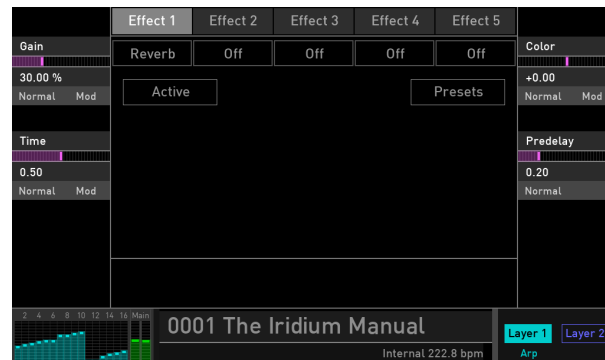 Effect 1 Effect 2 Effect 3 Effect 4 Effect 5
Reverb Off Off Off Off
Active Presets
Gain
30.00 %
Normal Mod
Time
0.50
Normal Mod
Color
+0.00
Normal Mod
Predelay
0.20
Normal
2 4 6 8 10 12 14 16 Main
0001 The Iridium Manual
Internal 222.8 bpm
Layer 1 Layer 2
Arp